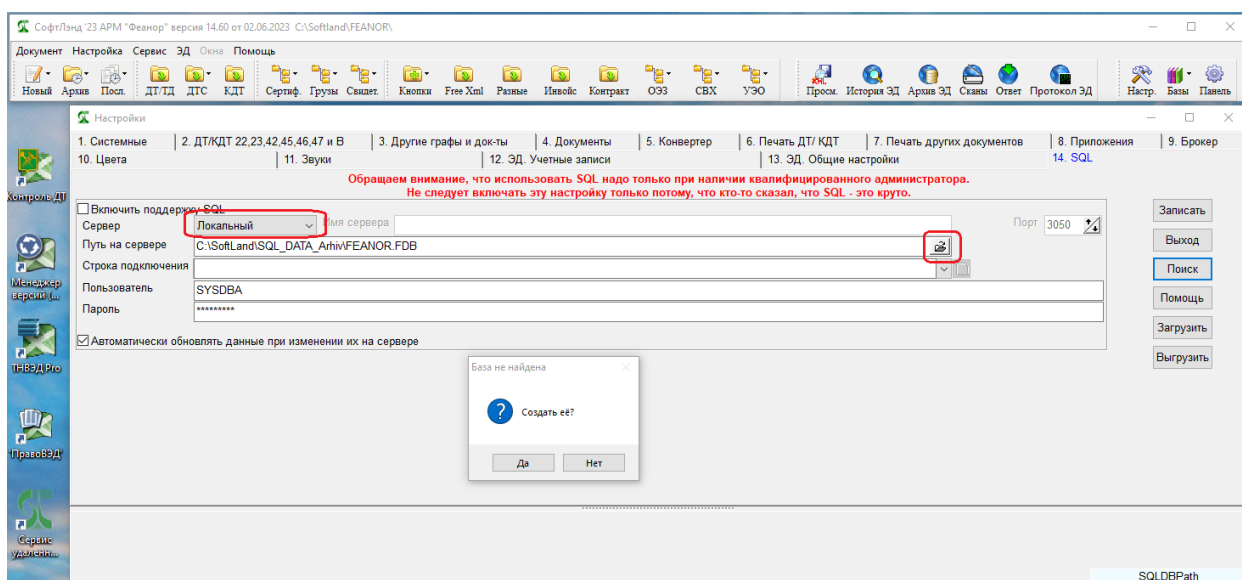 СофтЛэнд '23 АРМ "Феанор" версия 14.60 от 02.06.2023 C:\Softland\FEANOR\
Документ Настройка Сервис ЭД Окна Помощь
Новый Архив Посл. ДТ/ТД ДТС КДТ Сертиф. Грузы Свидет. Кнопки Free Xml Разные Инвойс Контракт ОЭЗ СВХ УЭО Просм. История ЭД Архив ЭД Сканы Ответ Протокол ЭД Настр. Базы Панель
Настройки
1. Системные 2. ДТ/КДТ 22,23,42,45,46,47 и В 3. Другие графы и док-ты 4. Документы 5. Конвертер 6. Печать ДТ/ КДТ 7. Печать других документов 8. Приложения 9. Брокер
10. Цвета 11. Звуки 12. ЭД. Учетные записи 13. ЭД. Общие настройки 14. SQL
Обращаем внимание, что использовать SQL надо только при наличии квалифицированного администратора.
Не следует включать эту настройку только потому, что кто-то сказал, что SQL - это круто.
Включить поддержку SQL
Сервер Локальный Имя сервера Порт 3050
Путь на сервере C:\SoftLand\SQL_DATA_Arhiv\FEANOR.FDB
Строка подключения
Пользователь SYSDBA
Пароль *********
Автоматически обновлять данные при изменении их на сервере
Записать
Выход
Поиск
Помощь
Загрузить
Выгрузить
База не найдена
Создать её?
Да Нет
Контроль ДТ
Менеджер
версий (...
ТНВЭД Pro
ПравоВЭД
Сервис
удаленн...
SQLDBPath